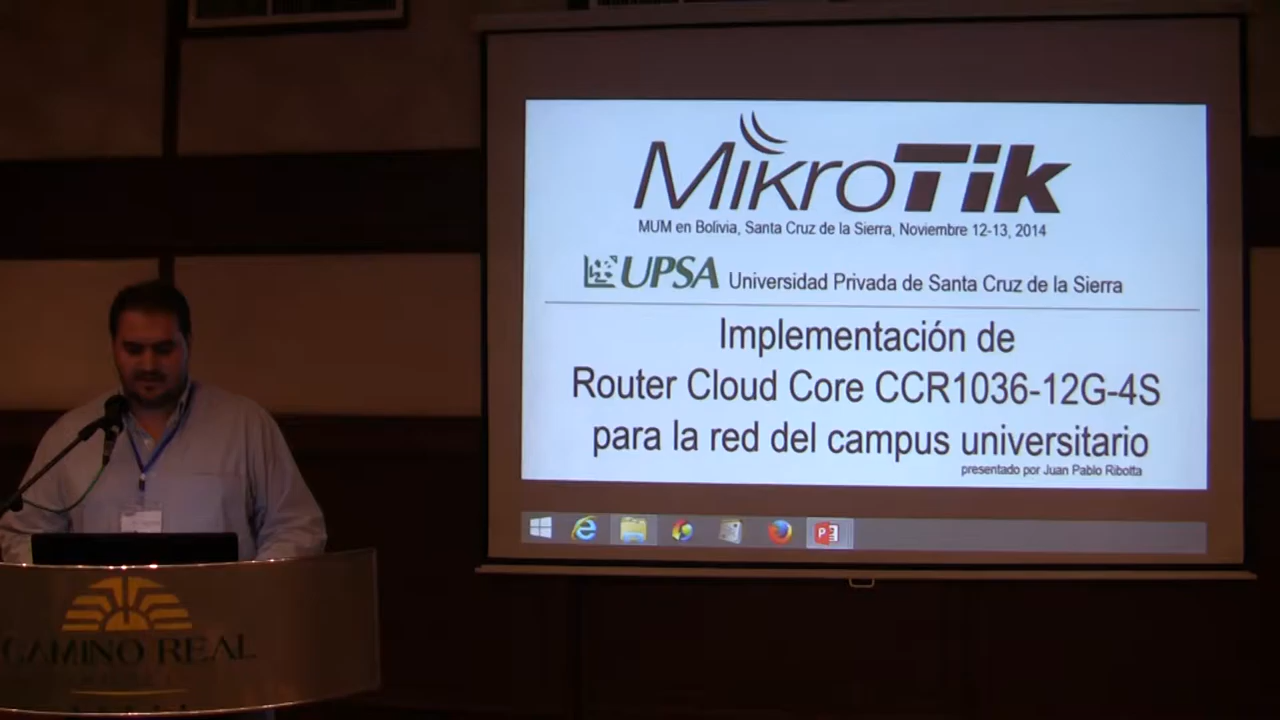 MikroTik
MUM en Bolivia, Santa Cruz de la Sierra, Noviembre 12-13, 2014
UPSA Universidad Privada de Santa Cruz de la Sierra
Implementación de
Router Cloud Core CCR1036-12G-4S
para la red del campus universitario
presentado por Juan Pablo Ribotta
CAMINO REAL